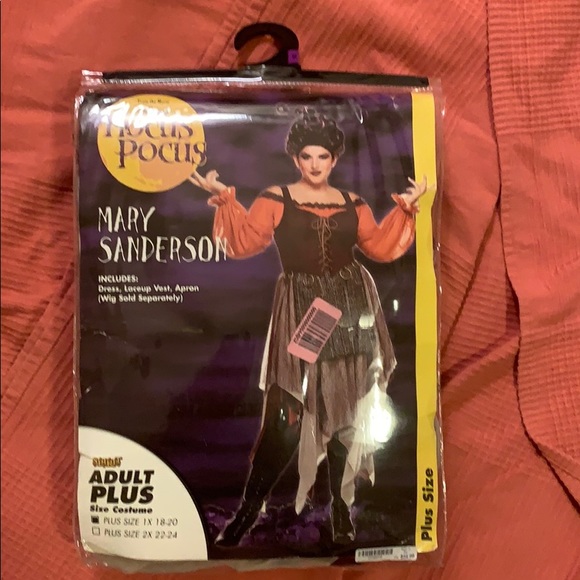 HOCUS
POCUS
MARY
SANDERSON
INCLUDES:
Dress, Laceup Vest, Apron
(Wig Sold Separately)
ADULT
PLUS
Size Costume
PLUS SIZE 1X 18-20
PLUS SIZE 2X 22-24
Plus Size